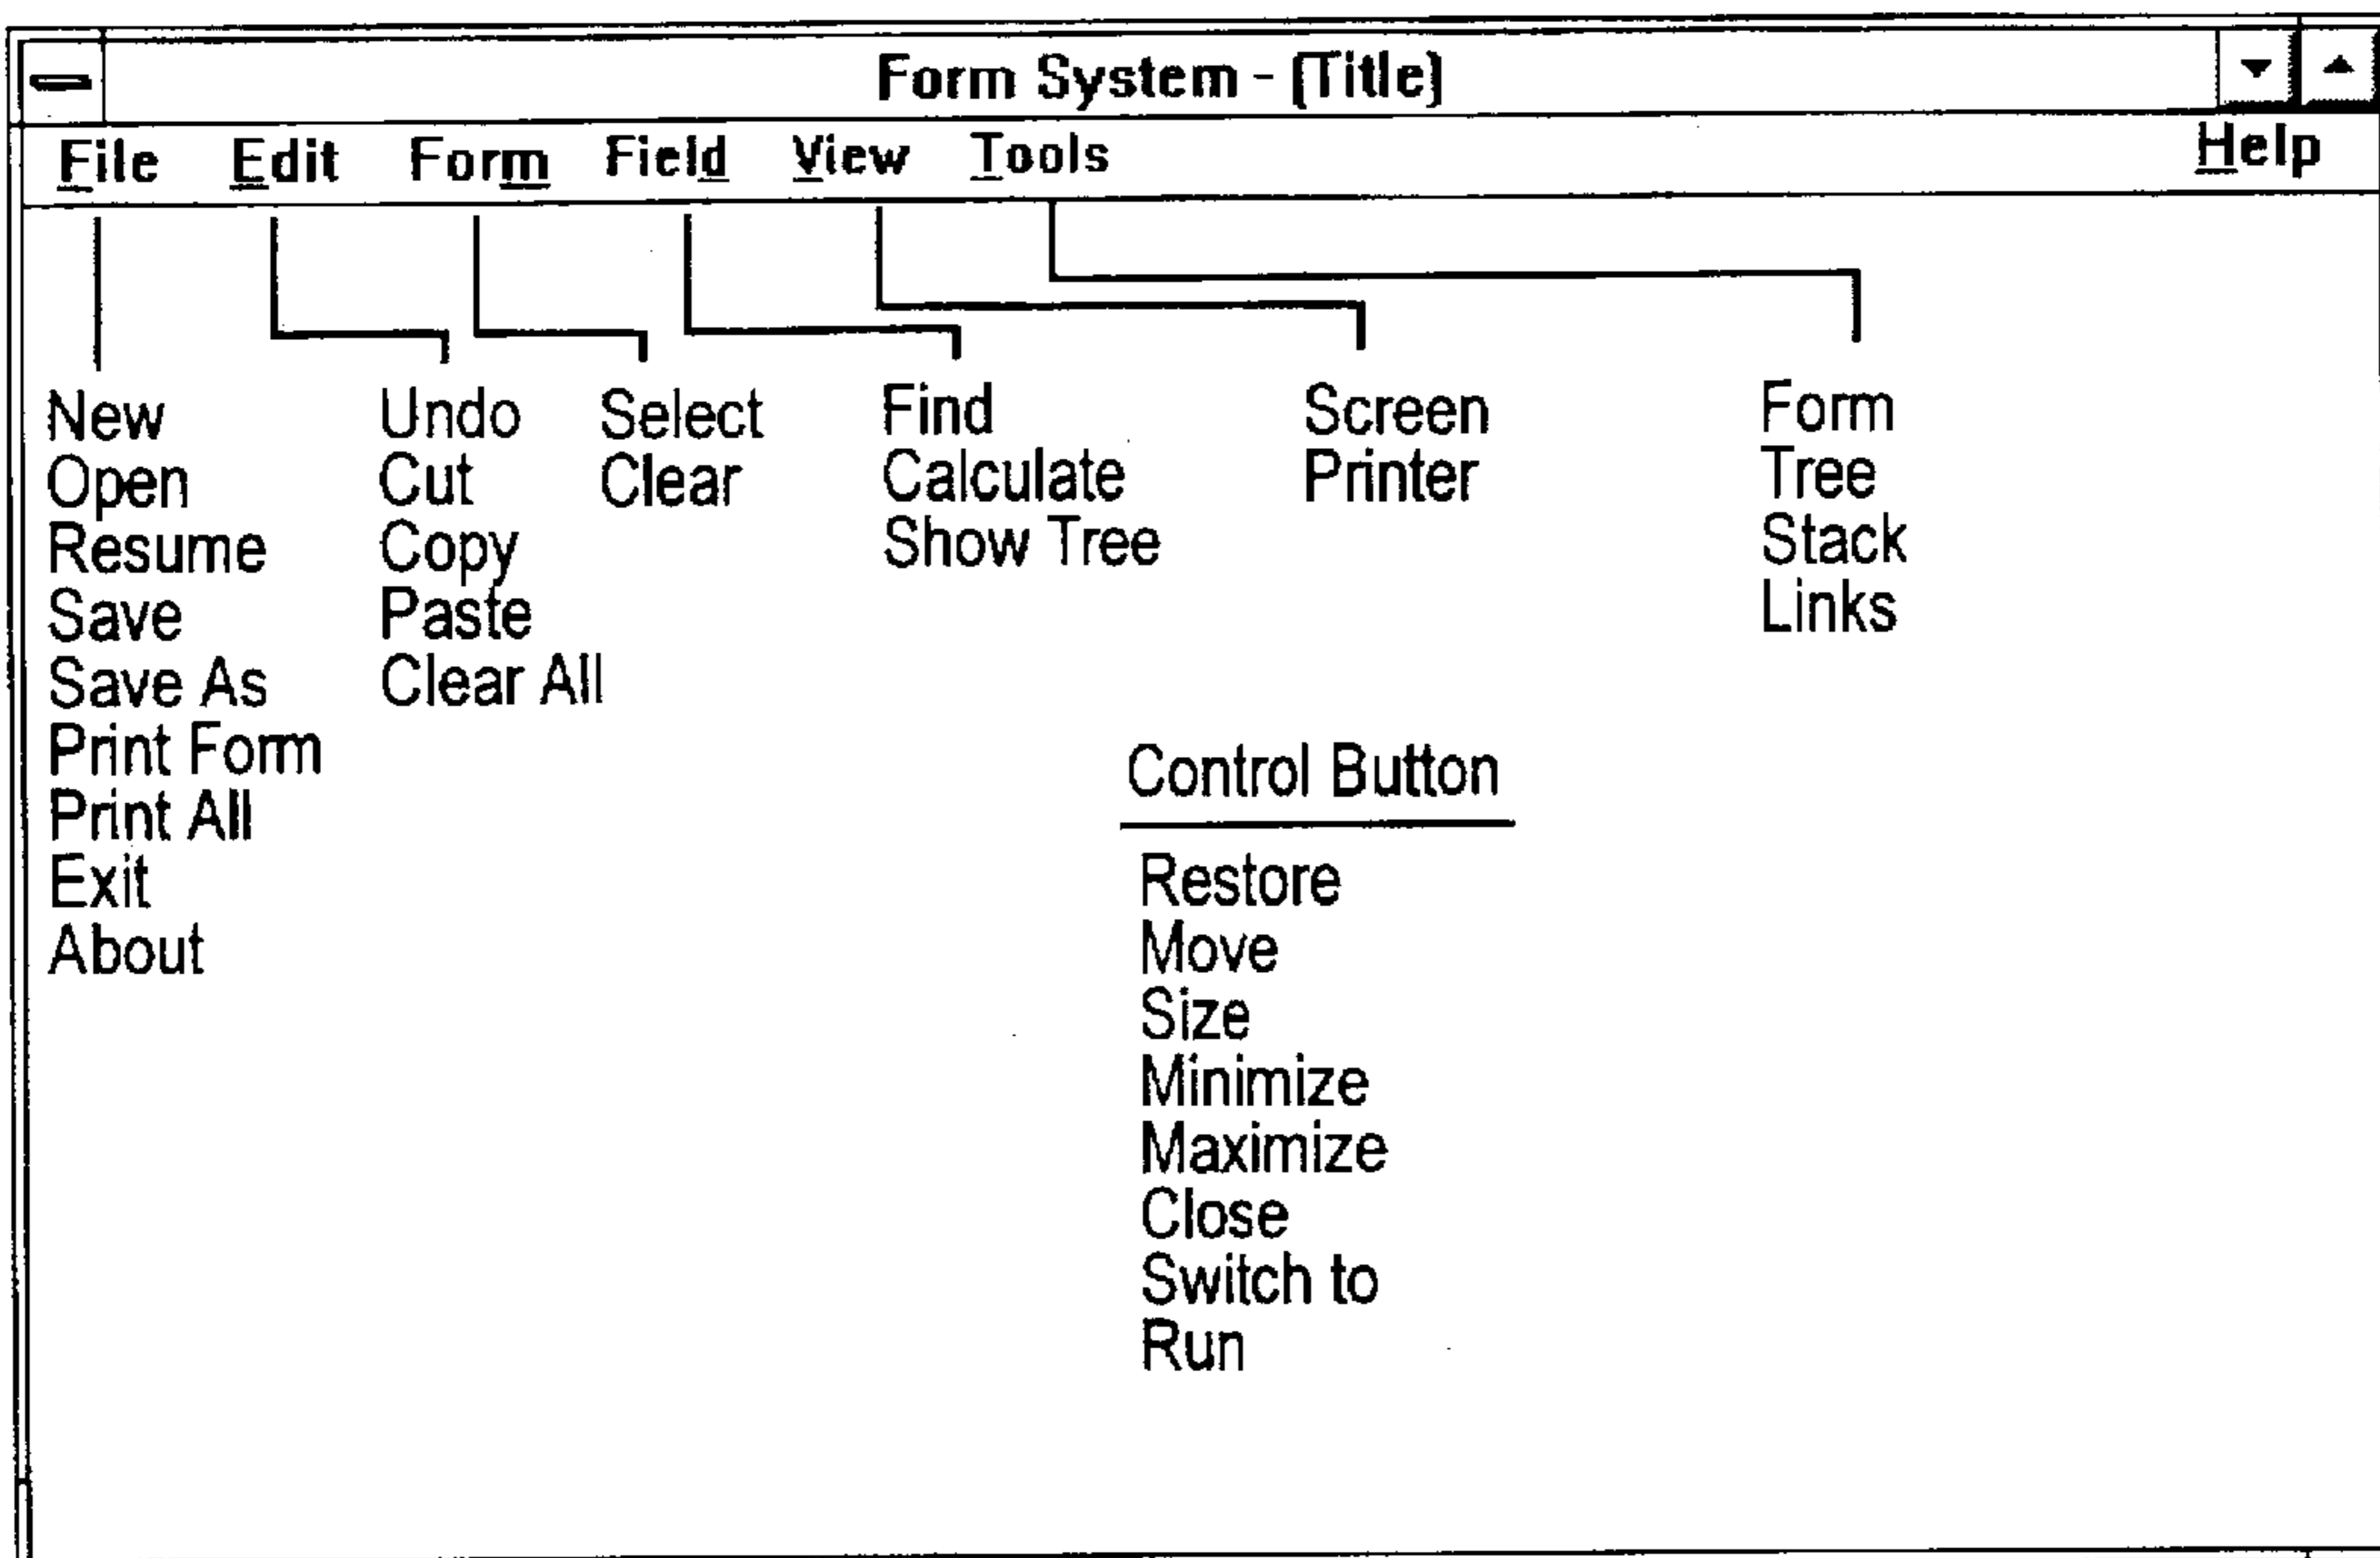 Form System - [Title]
File Edit Form Field View Tools Help
New Undo Select Find Screen Form
Open Cut Clear Calculate Printer Tree
Resume Copy Show Tree Stack
Save Paste Links
Save As Clear All
Print Form
Print All
Exit
About
Control Button
Restore
Move
Size
Minimize
Maximize
Close
Switch to
Run